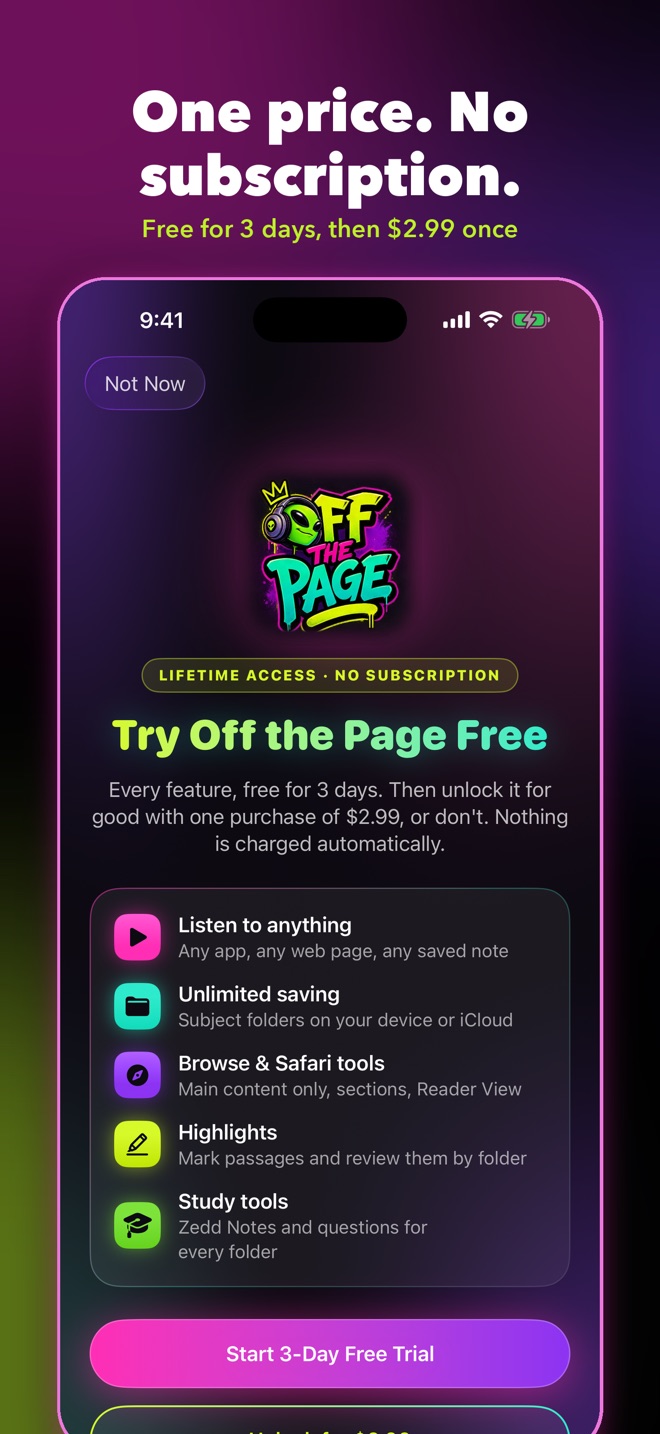 One price. No
subscription.
Free for 3 days, then $2.99 once
9:41
Not Now
OFF
THE
PAGE
LIFETIME ACCESS · NO SUBSCRIPTION
Try Off the Page Free
Every feature, free for 3 days. Then unlock it for
good with one purchase of $2.99, or don't. Nothing
is charged automatically.
Listen to anything
Any app, any web page, any saved note
Unlimited saving
Subject folders on your device or iCloud
Browse & Safari tools
Main content only, sections, Reader View
Highlights
Mark passages and review them by folder
Study tools
Zedd Notes and questions for
every folder
Start 3-Day Free Trial